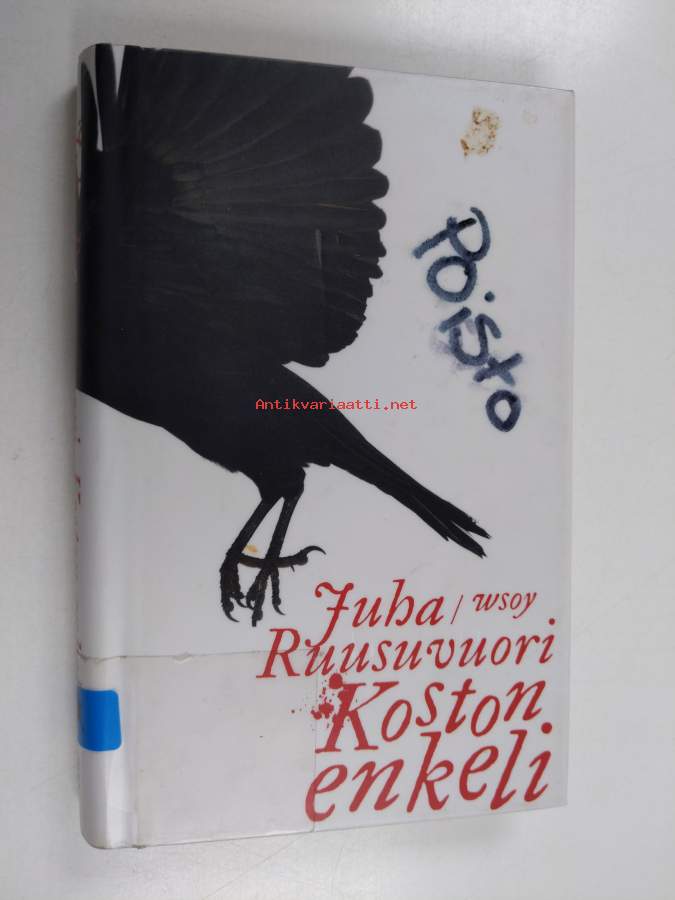 Poisto
Antikvariaatti.net
Juha / wsoy
Ruusuvuori
Koston
enkeli